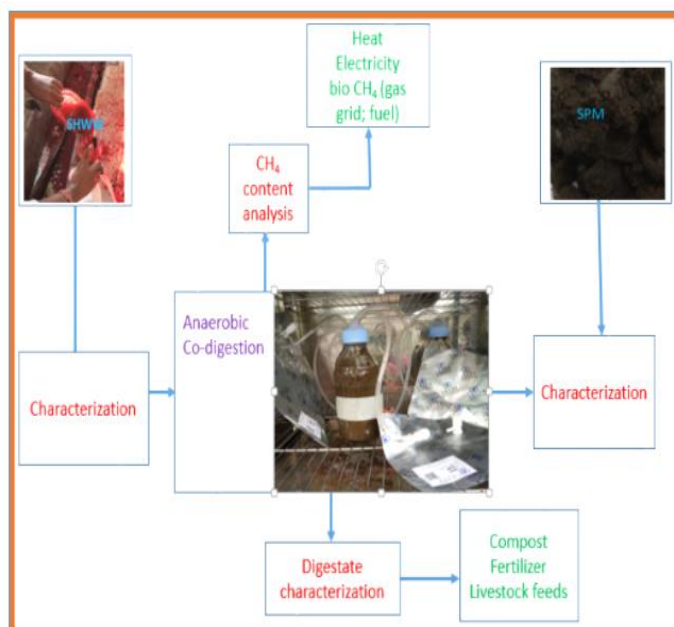 Heat
Electricity
bio CH₄ (gas
grid; fuel)
SHWW
SPM
CH₄
content
analysis
Anaerobic
Co-digestion
Characterization
Characterization
Digestate
characterization
Compost
Fertilizer
Livestock feeds